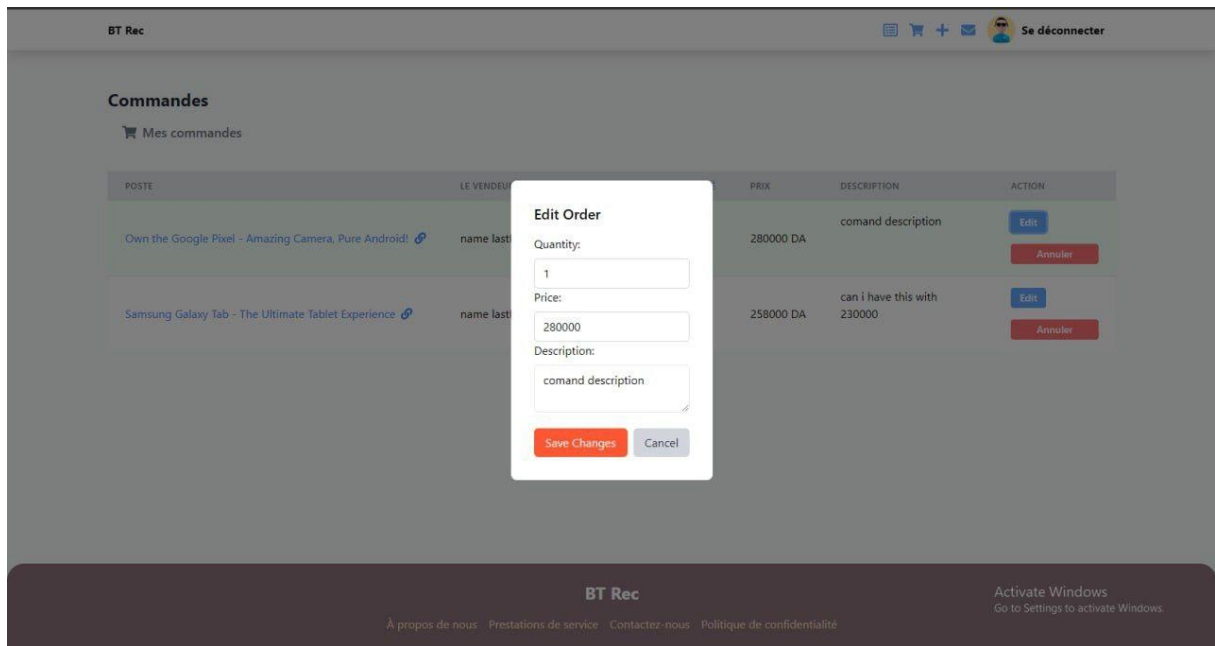 BT Rec
Se déconnecter
Commandes
Mes commandes
POSTE LE VENDEUR PRIX DESCRIPTION ACTION
Own the Google Pixel - Amazing Camera, Pure Android! name 280000 DA comand description Edit
Annuler
Samsung Galaxy Tab - The Ultimate Tablet Experience name 258000 DA can i have this with
230000 Edit
Annuler
Edit Order
Quantity:
1
Price:
280000
Description:
comand description
Save Changes Cancel
BT Rec
À propos de nous Prestations de service Contactez-nous Politique de confidentialité
Activate Windows
Go to Settings to activate Windows.